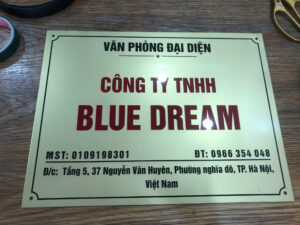 VĂN PHÒNG ĐẠI DIỆN
CÔNG TY TNHH
BLUE DREAM
MST: 0109198301 ĐT: 0966 354 048
Đ/c: Tầng 5, 37 Nguyễn Văn Huyên, Phường nghĩa đô, TP. Hà Nội,
Việt Nam